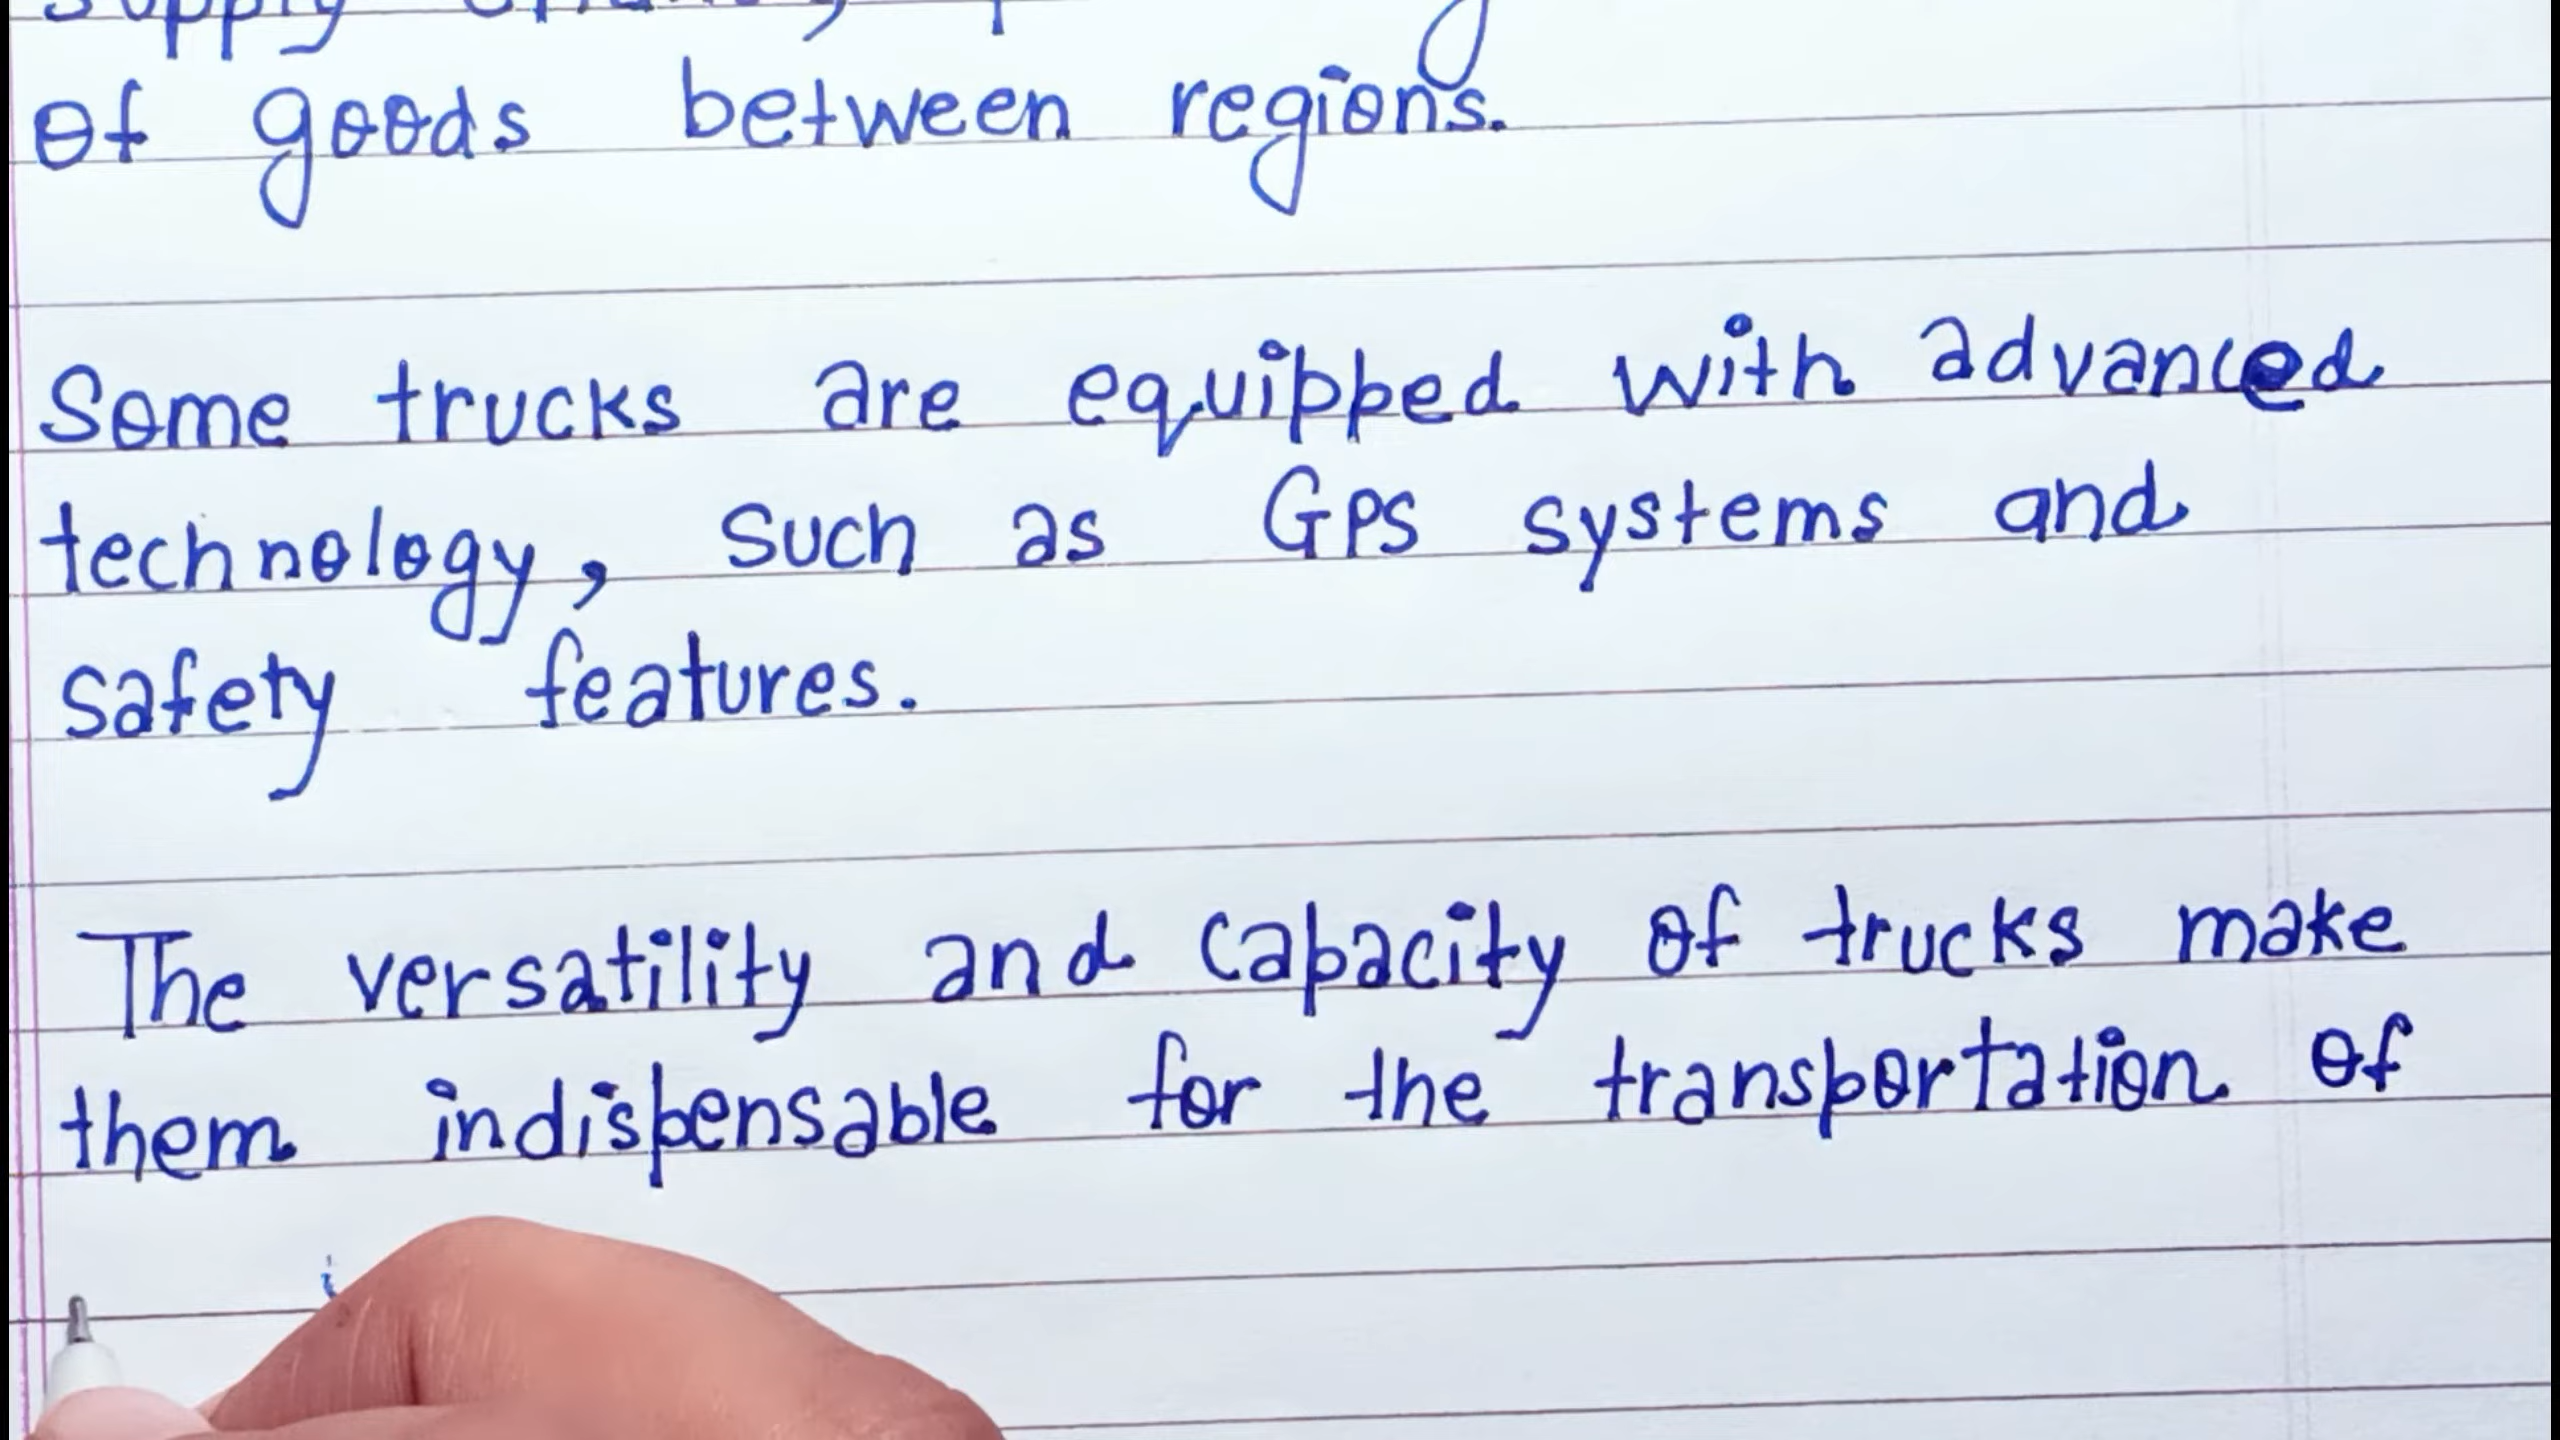 supply
of goods between regions.
Some trucks are equipped with advanced
technology, such as GPS systems and
safety features.
The versatility and capacity of trucks make
them indispensable for the transportation of